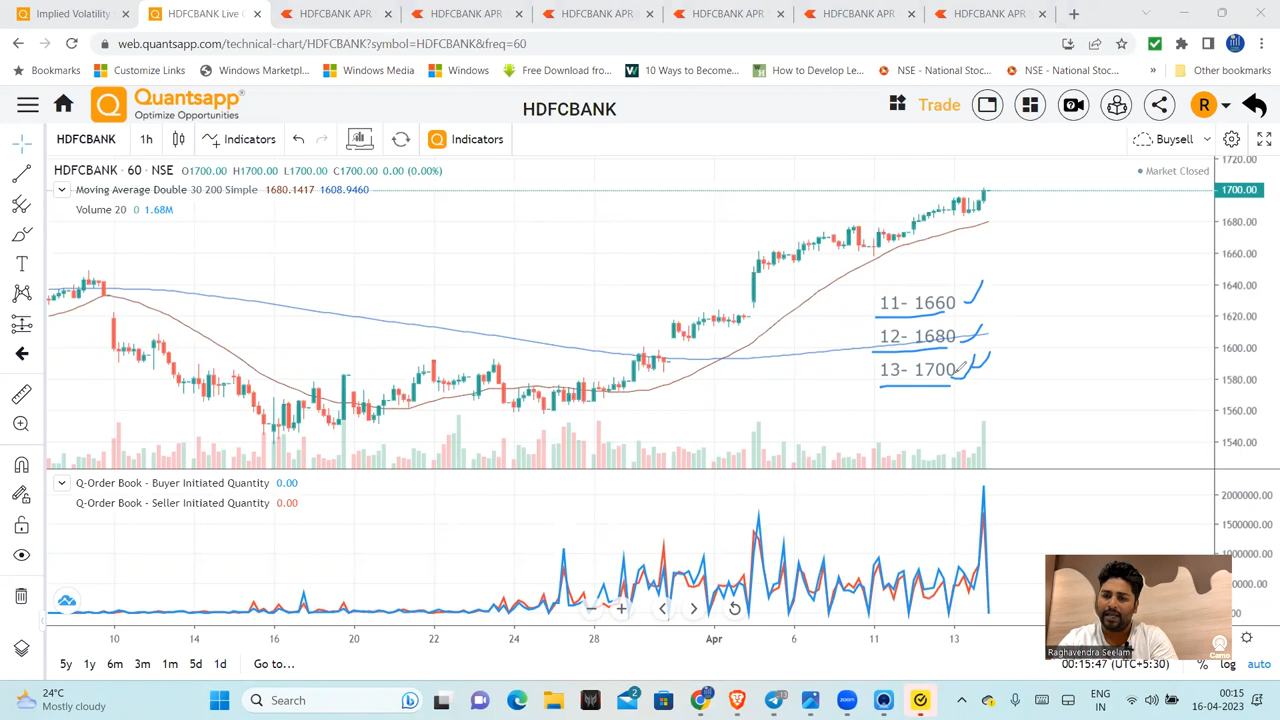 Implied Volatility
HDFCBANK Live C
HDFCBANK APR
HDFCBANK APR
HDFCBANK APR
HDFCBANK APR
HDFCBANK APR
HDFCBANK APR
web.quantsapp.com/technical-chart/HDFCBANK?symbol=HDFCBANK&freq=60
Bookmarks
Customize Links
Windows Marketpl...
Windows Media
Windows
Free Download fro...
10 Ways to Become...
How to Develop Le...
NSE - National Stoc...
NSE - National Stoc...
»
Other bookmarks
Quantsapp®
Optimize Opportunities
HDFCBANK
Trade
R
HDFCBANK
1h
Indicators
Indicators
Buysell
HDFCBANK · 60 · NSE O1700.00 H1700.00 L1700.00 C1700.00 0.00 (0.00%)
Market Closed
Moving Average Double 30 200 Simple 1680.1417 1608.9460
Volume 20 0 1.68M
1720.00
1700.00
1680.00
1660.00
1640.00
1620.00
1600.00
1580.00
1560.00
1540.00
11- 1660
12- 1680
13- 1700
Q-Order Book - Buyer Initiated Quantity 0.00
Q-Order Book - Seller Initiated Quantity 0.00
2000000.00
1500000.00
10 14 16 20 22 24 28 Apr 6 11 13
Raghavendra Seelam
Camo
5y 1y 6m 3m 1m 5d 1d Go to...
00:15:47 (UTC+5:30) % log auto
24°C
Mostly cloudy
Search
2
13
zoom
ENG
IN
00:15
16-04-2023